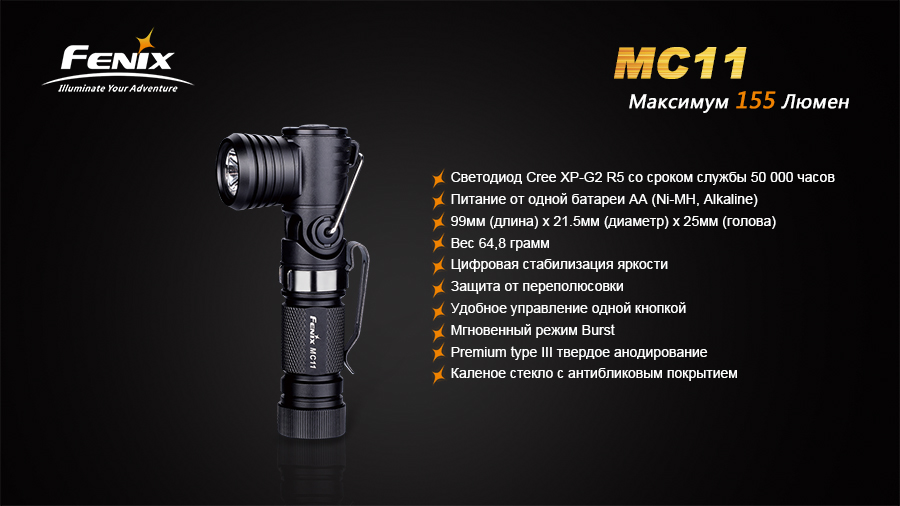 FENIX
Illuminate Your Adventure
MC11
Максимум 155 Люмен
Светодиод Cree XP-G2 R5 со сроком службы 50 000 часов
Питание от одной батареи AA (Ni-MH, Alkaline)
99мм (длина) x 21.5мм (диаметр) x 25мм (голова)
Вес 64,8 грамм
Цифровая стабилизация яркости
Защита от переполюсовки
Удобное управление одной кнопкой
Мгновенный режим Burst
Premium type III твердое анодирование
Каленое стекло с антибликовым покрытием
FENIX MC11